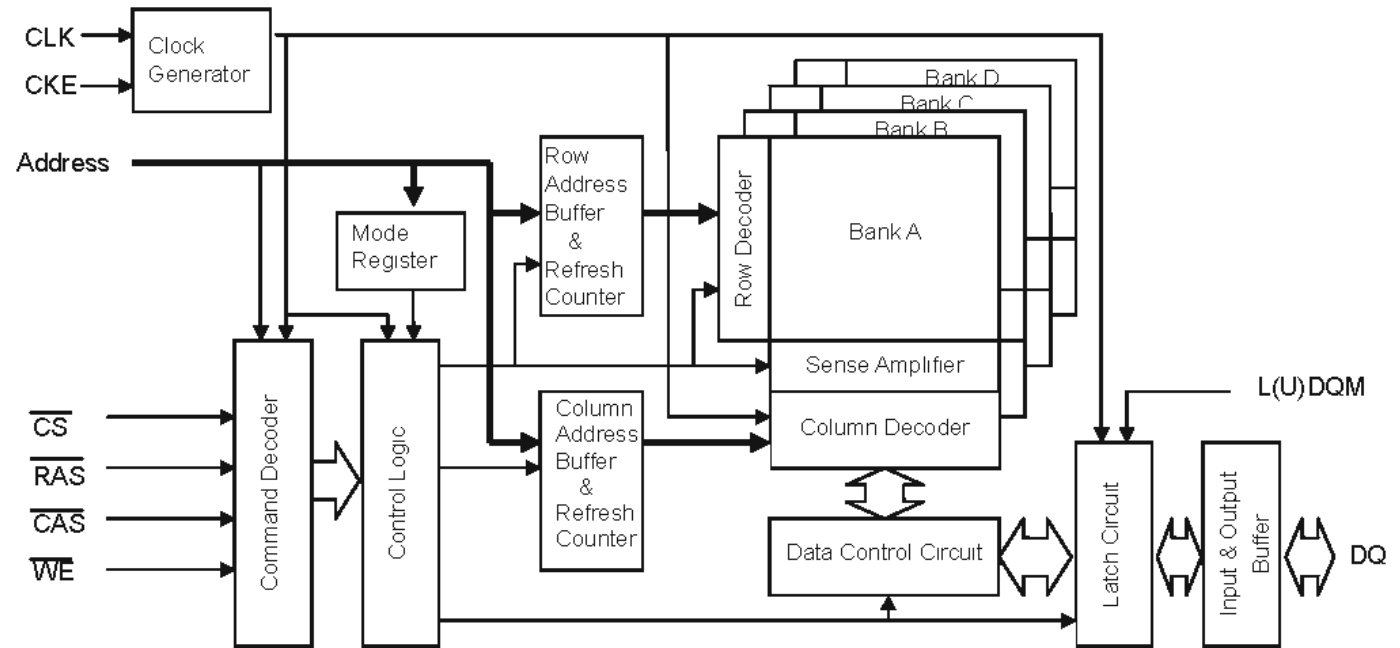 CLK
CKE
Clock
Generator
Address
Bank D
Bank C
Bank B
Row
Address
Buffer
&
Refresh
Counter
Row Decoder
Bank A
Mode
Register
Sense Amplifier
L(U)DQM
CS
RAS
CAS
WE
Command Decoder
Control Logic
Column
Address
Buffer
&
Refresh
Counter
Column Decoder
Data Control Circuit
Latch Circuit
Input & Output
Buffer
DQ